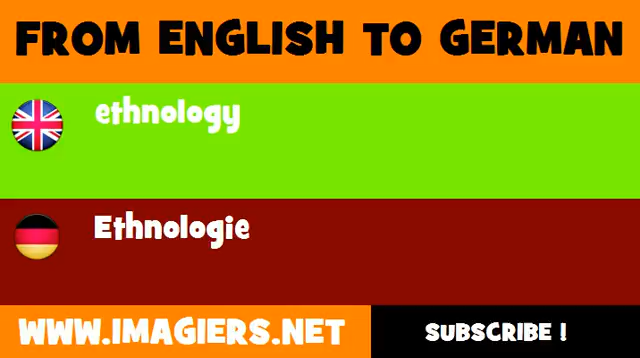 FROM ENGLISH TO GERMAN
ethnology
Ethnologie
WWW.IMAGIERS.NET
SUBSCRIBE !